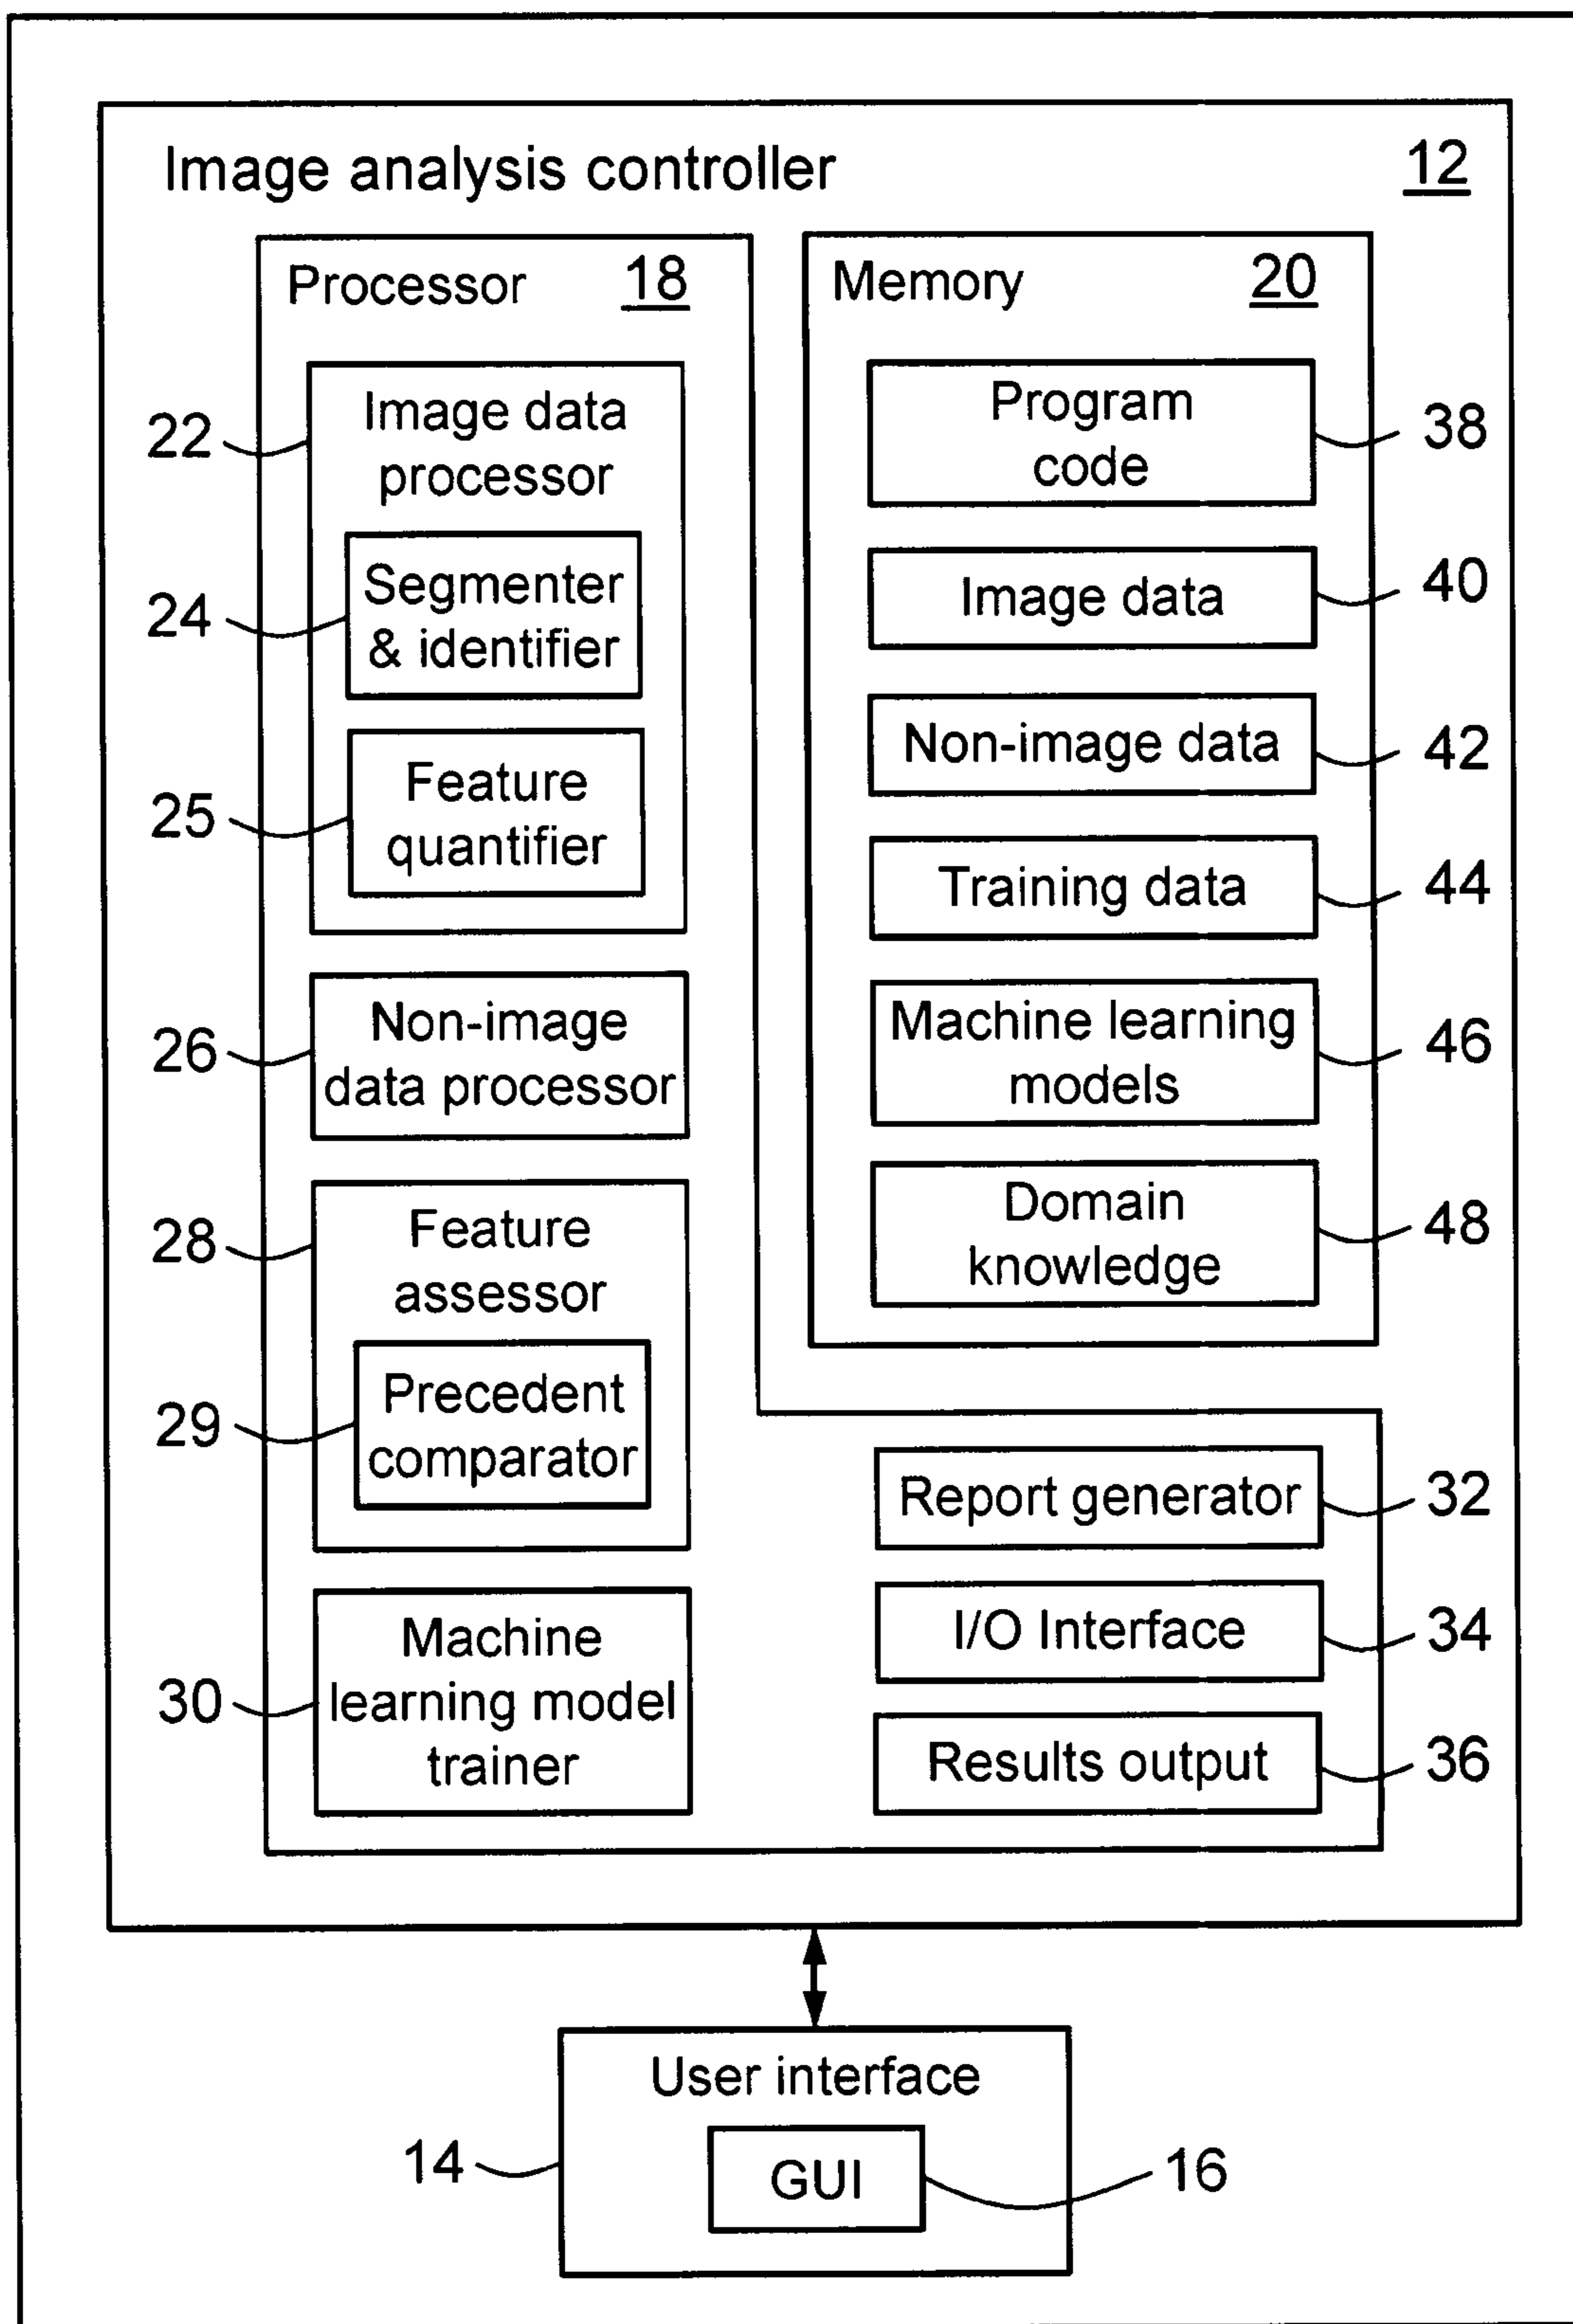 Image analysis controller 12
Processor 18
22
Image data
processor
24
Segmenter
& identifier
25
Feature
quantifier
26
Non-image
data processor
28
Feature
assessor
29
Precedent
comparator
30
Machine
learning model
trainer
Memory 20
Program
code
38
Image data 40
Non-image data 42
Training data 44
Machine learning
models
46
Domain
knowledge
48
Report generator 32
I/O Interface 34
Results output 36
User interface
14
GUI
16